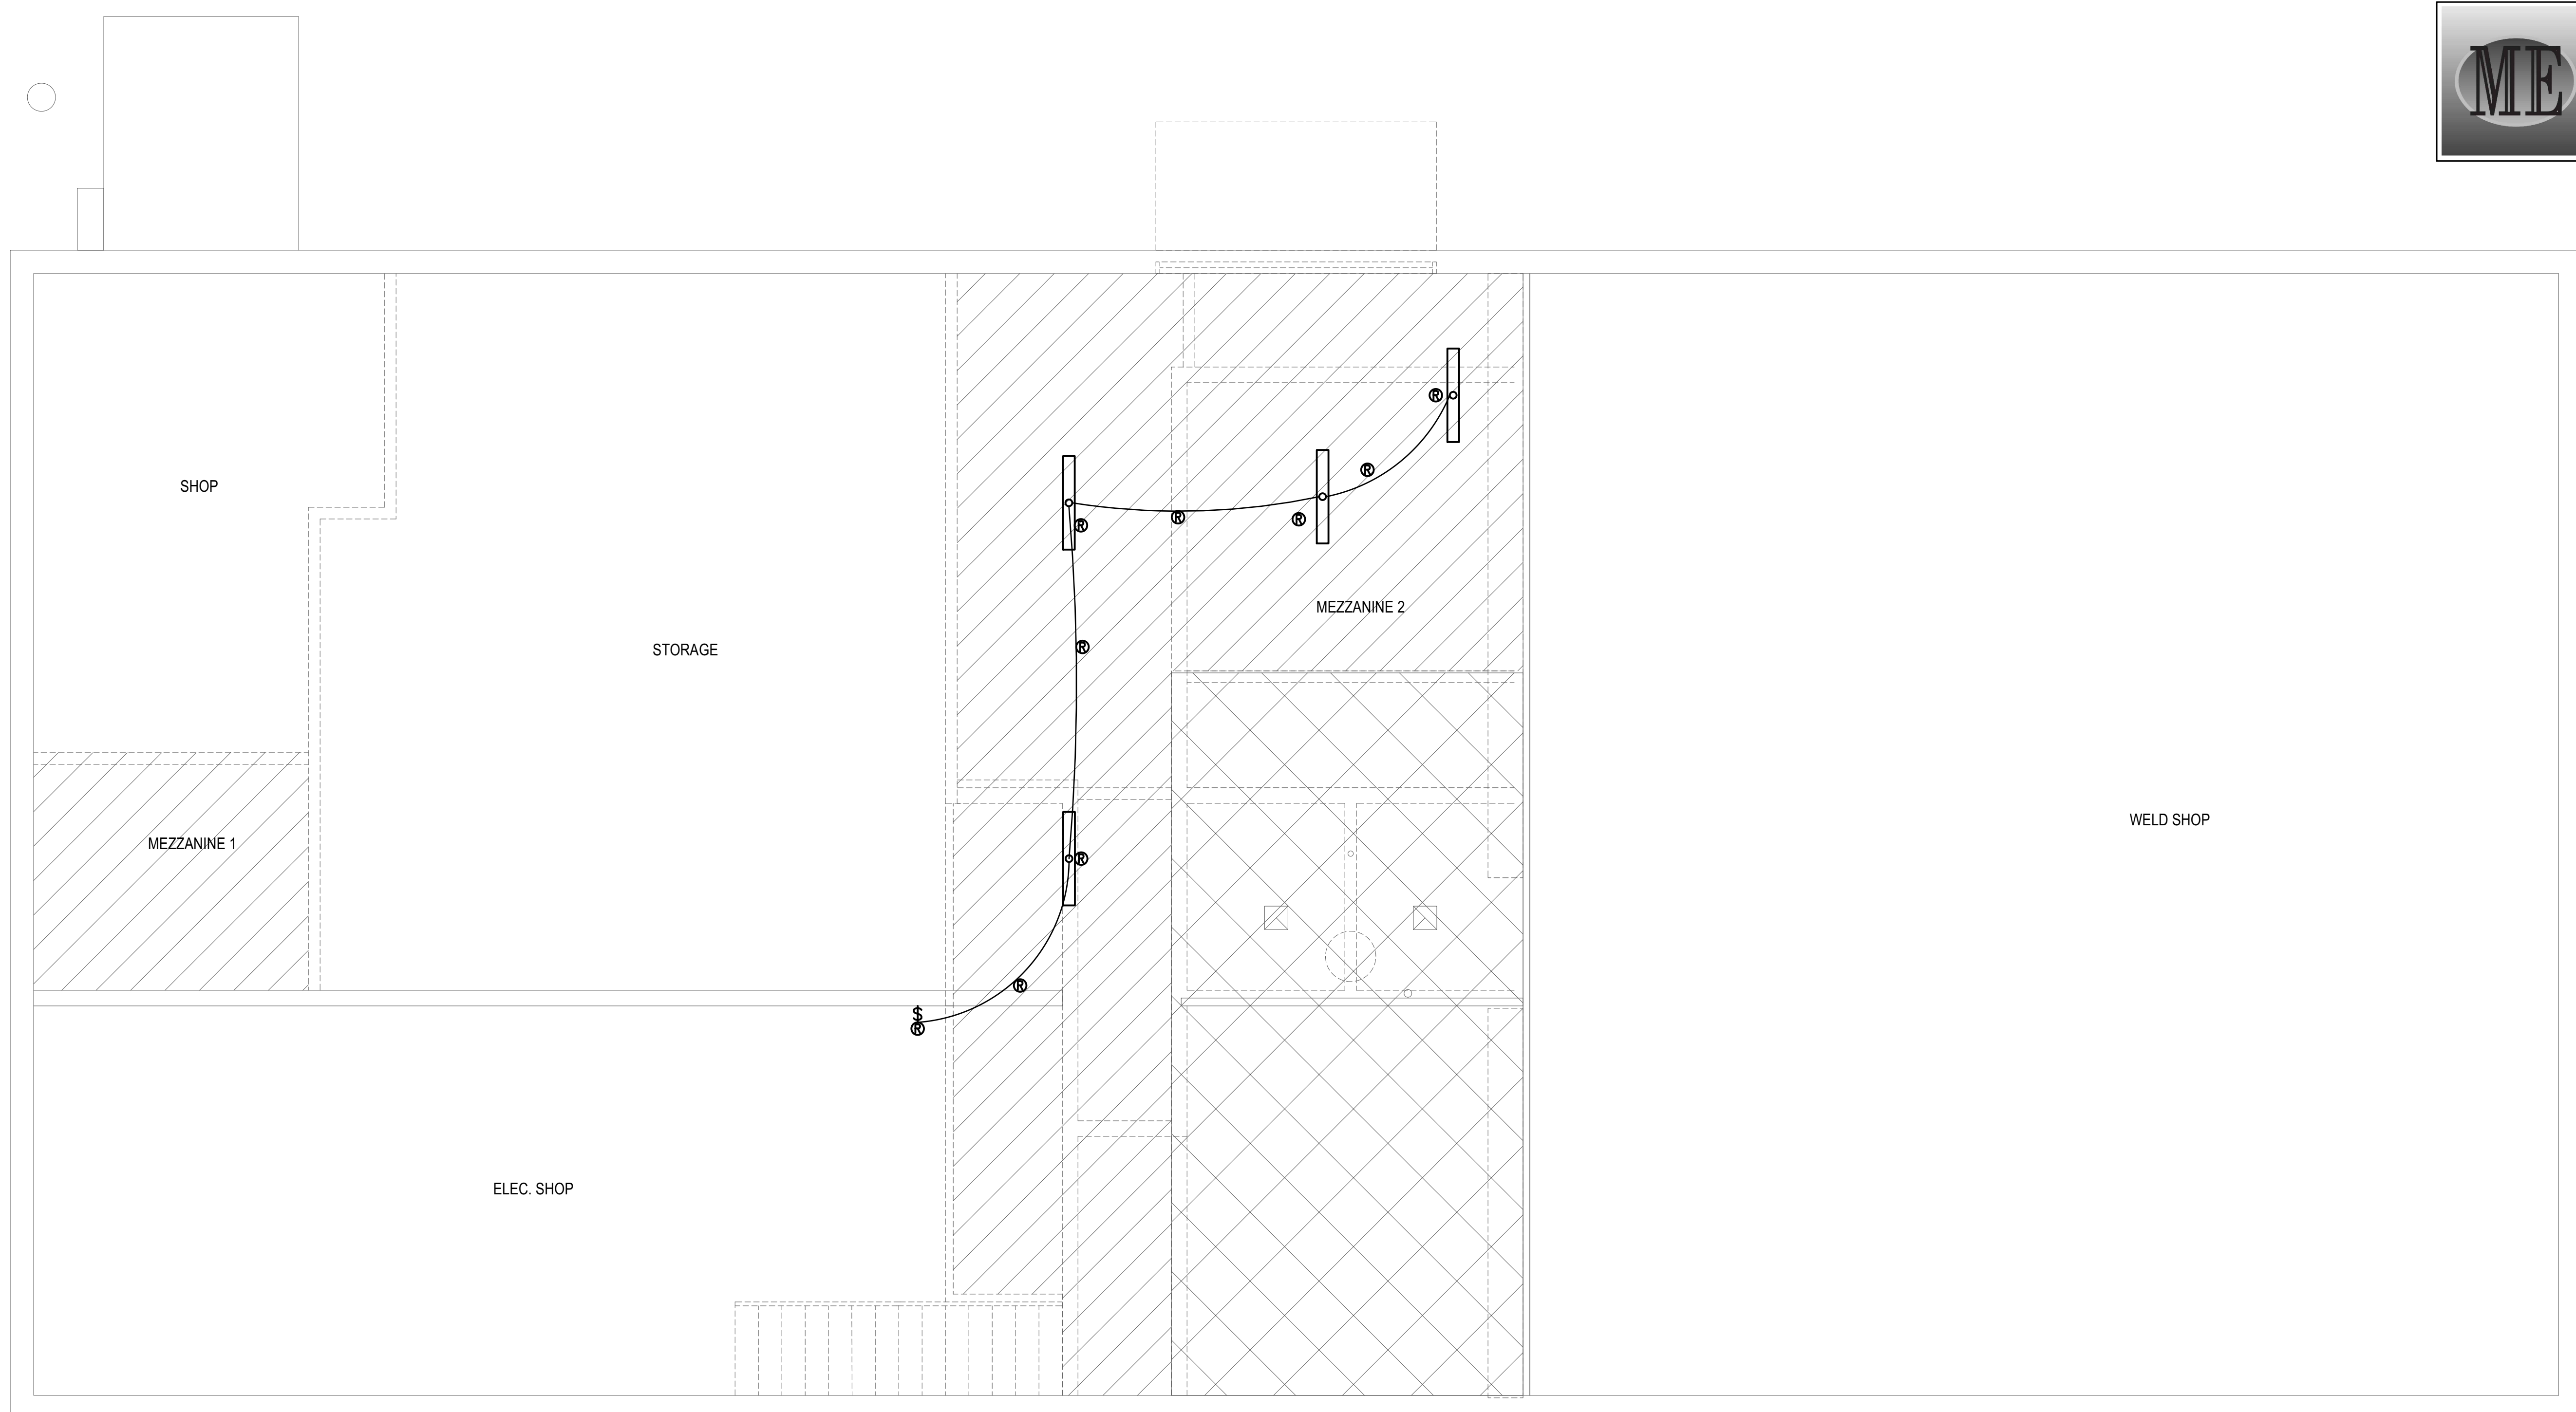 ME
SHOP
STORAGE
MEZZANINE 2
MEZZANINE 1
WELD SHOP
ELEC. SHOP
R
R
R
R
R
R
R
R
$
R